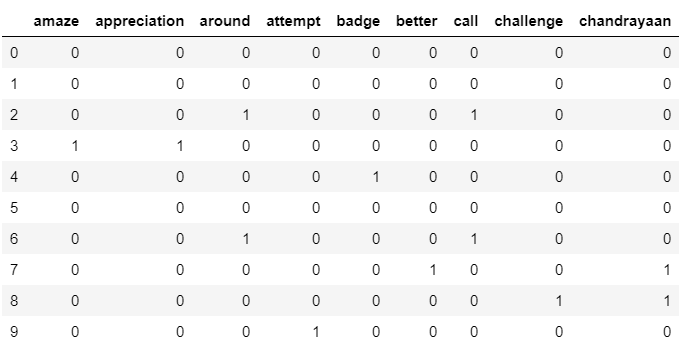 amaze appreciation around attempt badge better call challenge chandrayaan
0 0 0 0 0 0 0 0 0 0
1 0 0 0 0 0 0 0 0 0
2 0 0 1 0 0 0 1 0 0
3 1 1 0 0 0 0 0 0 0
4 0 0 0 0 1 0 0 0 0
5 0 0 0 0 0 0 0 0 0
6 0 0 1 0 0 0 1 0 0
7 0 0 0 0 0 1 0 0 1
8 0 0 0 0 0 0 0 1 1
9 0 0 0 1 0 0 0 0 0